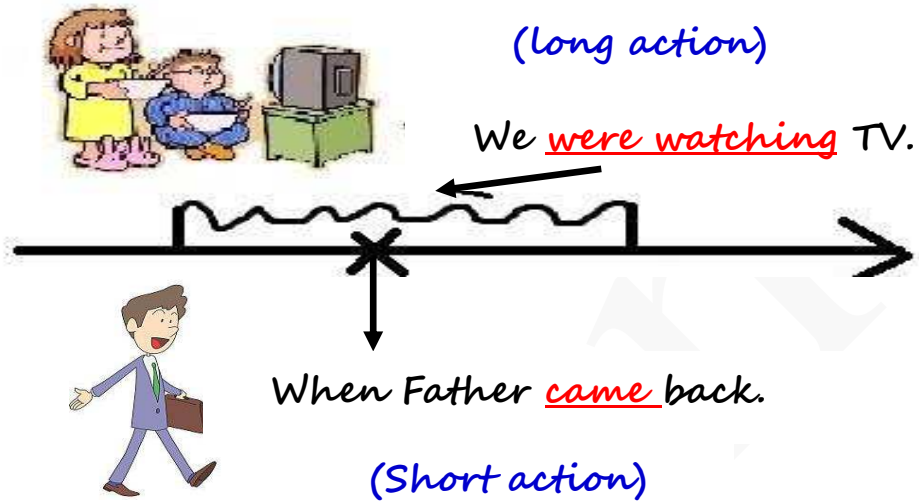 (long action)
We were watching TV.
When Father came back.
(Short action)